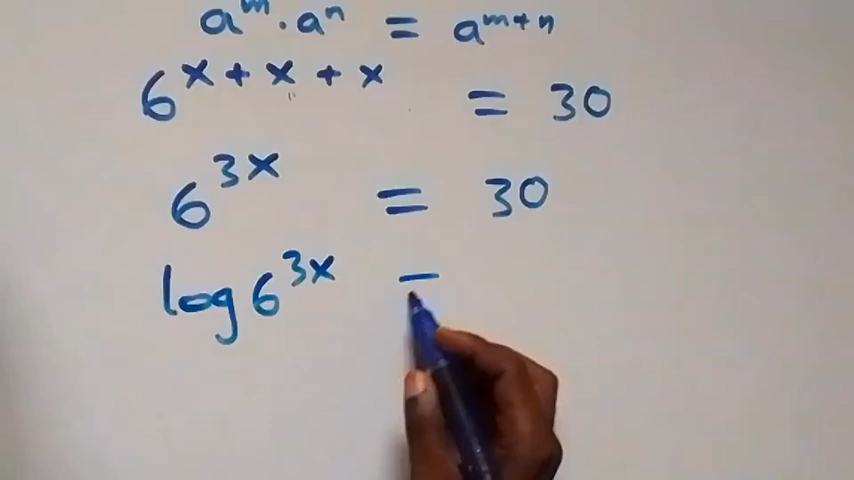 a^m · a^n = a^{m+n}
6^{x+x+x} = 30
6^{3x} = 30
log 6^{3x} =